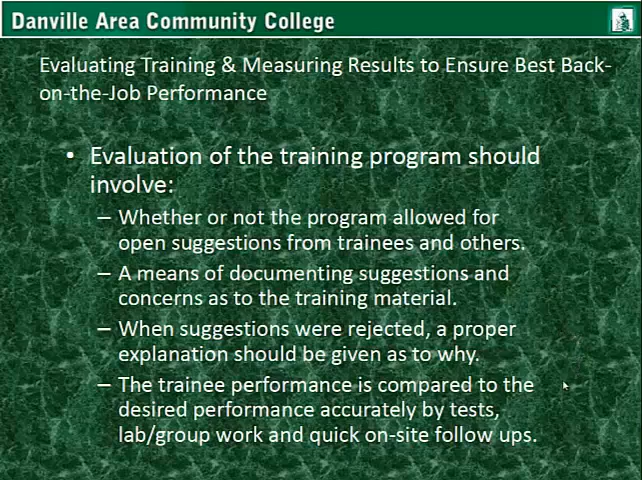 Danville Area Community College
Evaluating Training & Measuring Results to Ensure Best Back-
on-the-Job Performance
• Evaluation of the training program should
involve:
– Whether or not the program allowed for
open suggestions from trainees and others.
– A means of documenting suggestions and
concerns as to the training material.
– When suggestions were rejected, a proper
explanation should be given as to why.
– The trainee performance is compared to the
desired performance accurately by tests,
lab/group work and quick on-site follow ups.